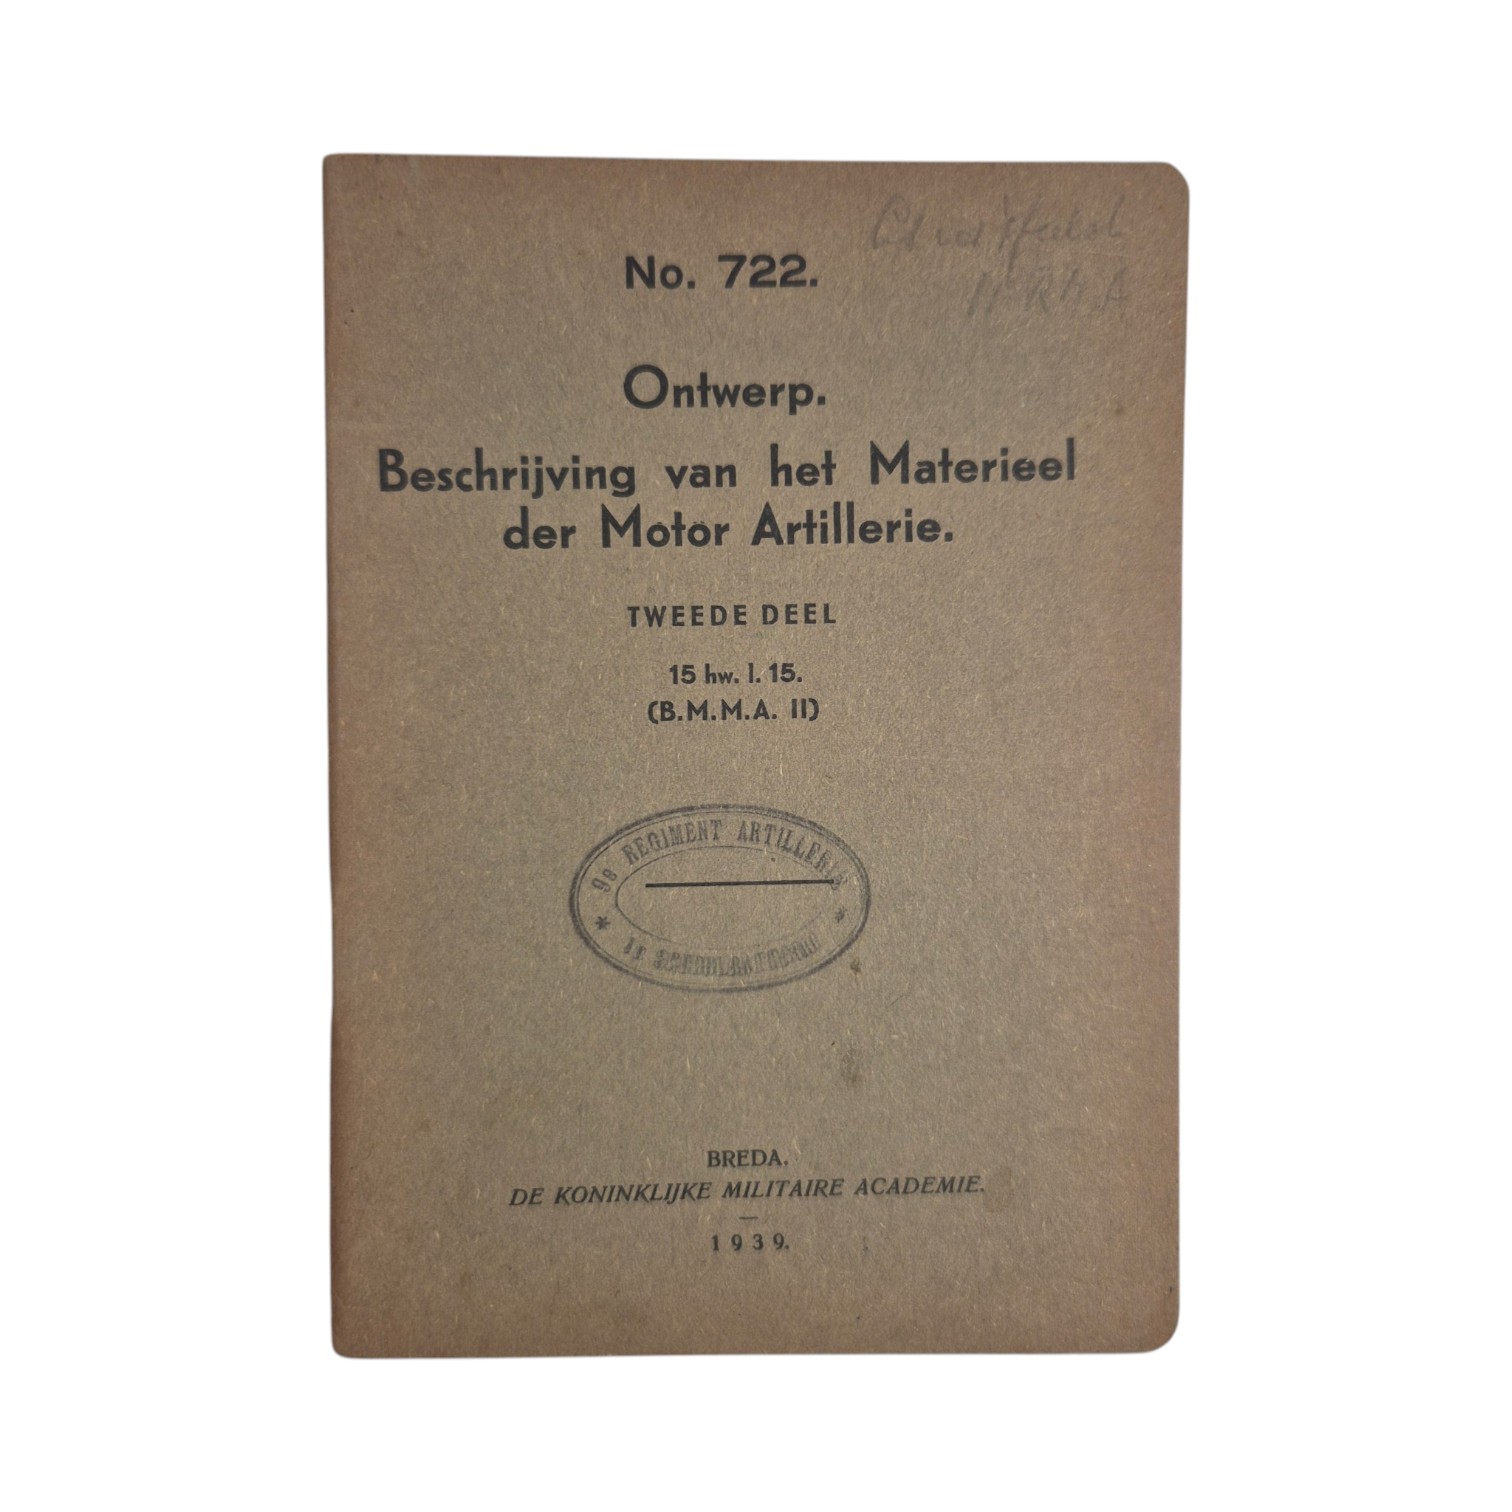 No. 722.
Ontwerp.
Beschrijving van het Materieel
der Motor Artillerie.
TWEEDE DEEL
15 hw. l. 15.
(B.M.M.A. II)
9e REGIMENT ARTILLERIE
BREDA.
DE KONINKLIJKE MILITAIRE ACADEMIE.
1939.